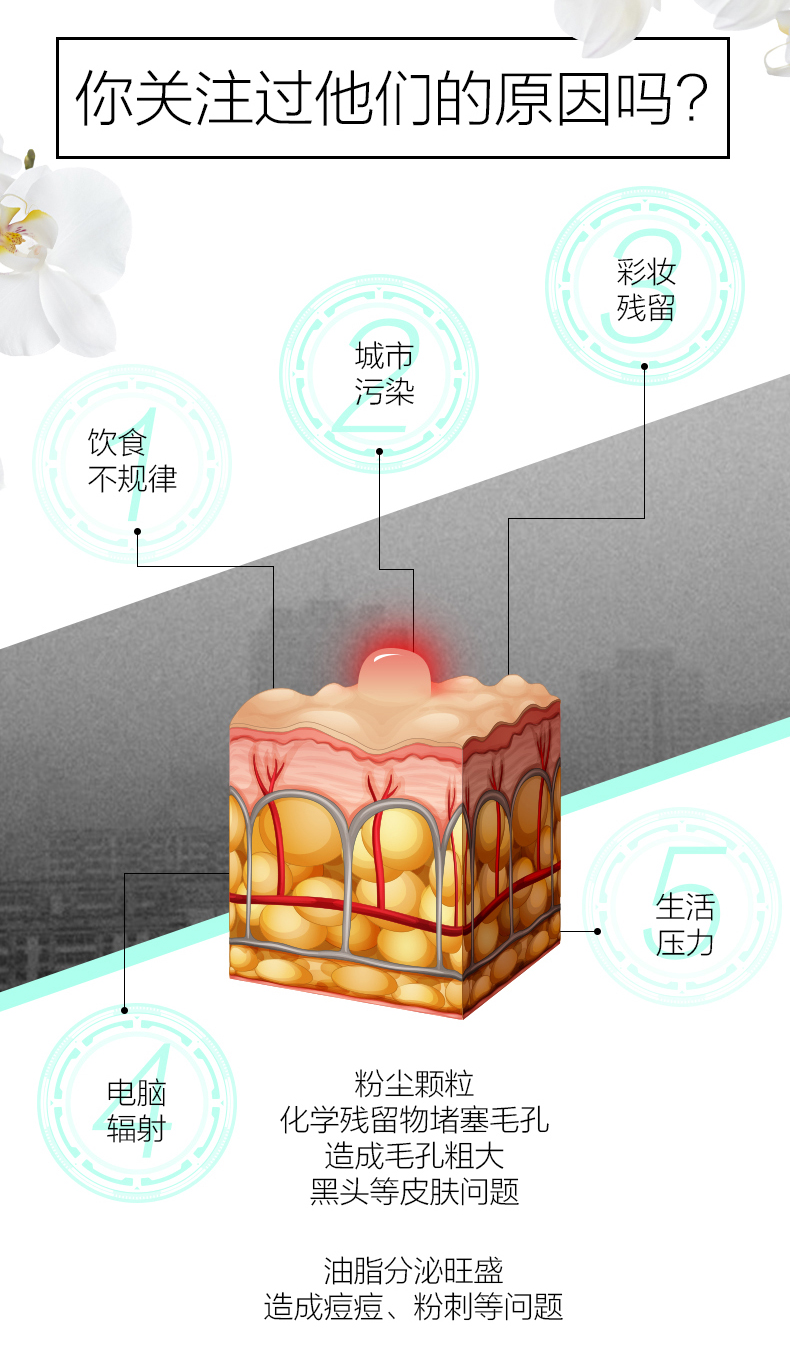 你关注过他们的原因吗?
1
饮食
不规律
2
城市
污染
3
彩妆
残留
4
电脑
辐射
5
生活
压力
粉尘颗粒
化学残留物堵塞毛孔
造成毛孔粗大
黑头等皮肤问题
油脂分泌旺盛
造成痘痘、粉刺等问题